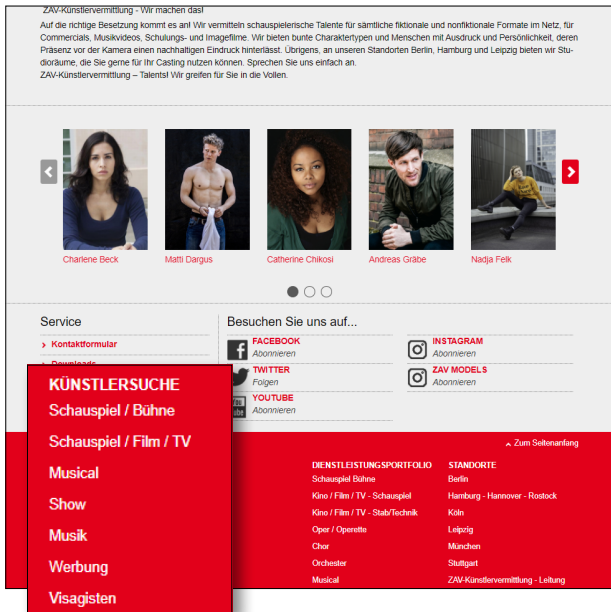 ZAV-Künstlervermittlung - Wir machen das!
Auf die richtige Besetzung kommt es an! Wir vermitteln schauspielerische Talente für sämtliche fiktionale und nonfiktionale Formate im Netz, für
Commercials, Musikvideos, Schulungs- und Imagefilme. Wir bieten bunte Charaktertypen und Menschen mit Ausdruck und Persönlichkeit, deren
Präsenz vor der Kamera einen nachhaltigen Eindruck hinterlässt. Übrigens, an unseren Standorten Berlin, Hamburg und Leipzig bieten wir Stu-
dioräume, die Sie gerne für Ihr Casting nutzen können. Sprechen Sie uns einfach an.
ZAV-Künstlervermittlung – Talents! Wir greifen für Sie in die Vollen.
Charlene Beck
Matti Dargus
Catherine Chikosi
Andreas Gräbe
Nadja Felk
Service
Kontaktformular
Downloads
Besuchen Sie uns auf...
FACEBOOK
Abonnieren
TWITTER
Folgen
YOUTUBE
Abonnieren
INSTAGRAM
Abonnieren
ZAV MODELS
Abonnieren
KÜNSTLERSUCHE
Schauspiel / Bühne
Schauspiel / Film / TV
Musical
Show
Musik
Werbung
Visagisten
Zum Seitenanfang
DIENSTLEISTUNGSPORTFOLIO
Schauspiel Bühne
Kino / Film / TV - Schauspiel
Kino / Film / TV - Stab/Technik
Oper / Operette
Chor
Orchester
Musical
STANDORTE
Berlin
Hamburg - Hannover - Rostock
Köln
Leipzig
München
Stuttgart
ZAV-Künstlervermittlung - Leitung